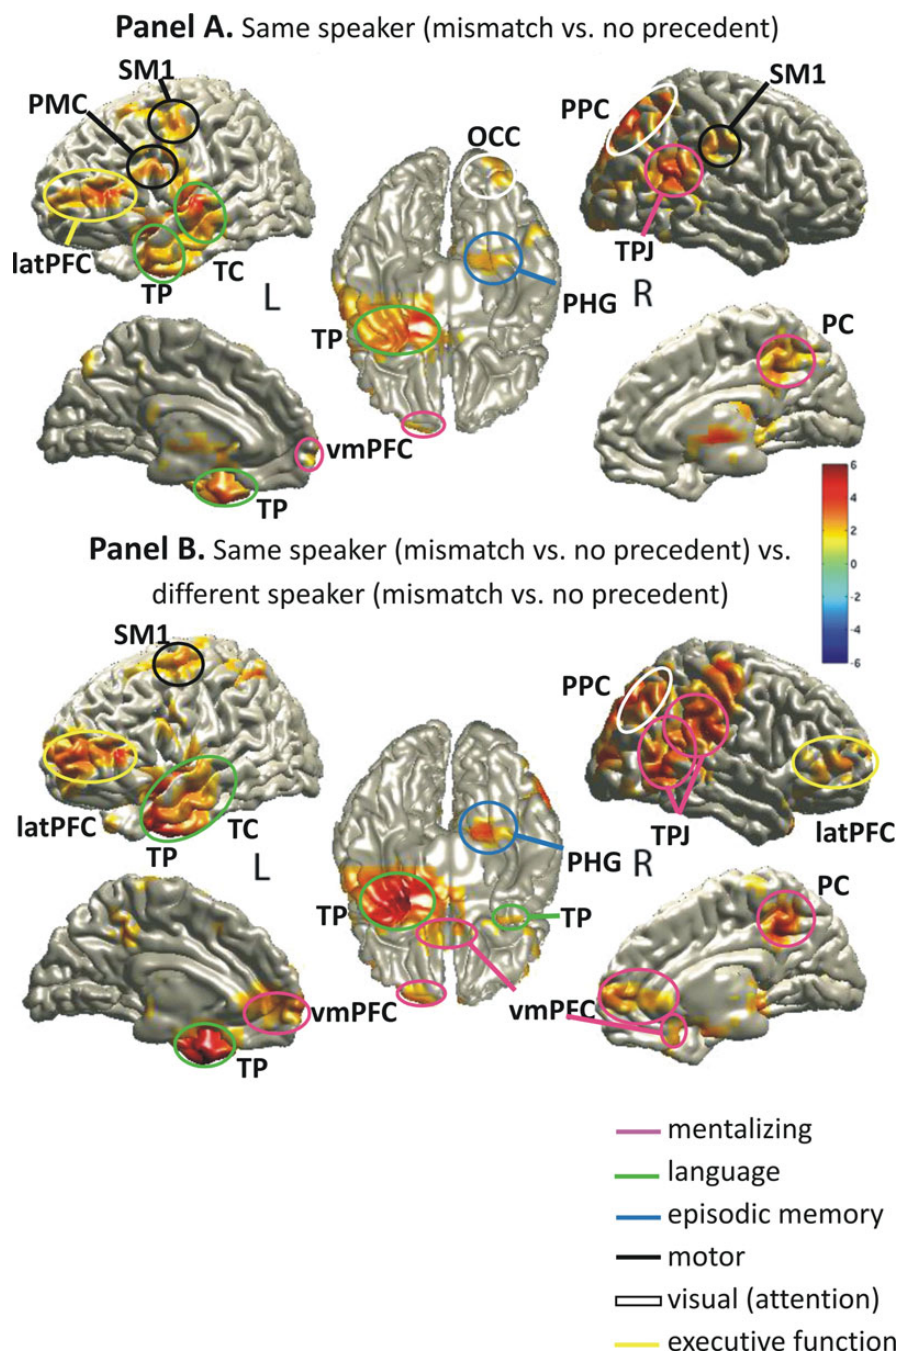 Panel A. Same speaker (mismatch vs. no precedent)
SM1
PMC
latPFC
TP
TC
L
OCC
TP
PHG
vmPFC
TP
PPC
SM1
TPJ
R
PC
6
4
2
0
-2
-4
-6
Panel B. Same speaker (mismatch vs. no precedent) vs.
different speaker (mismatch vs. no precedent)
SM1
latPFC
TP
TC
L
TP
PHG
TP
vmPFC
TP
vmPFC
PPC
TPJ
latPFC
R
PC
mentalizing
language
episodic memory
motor
visual (attention)
executive function